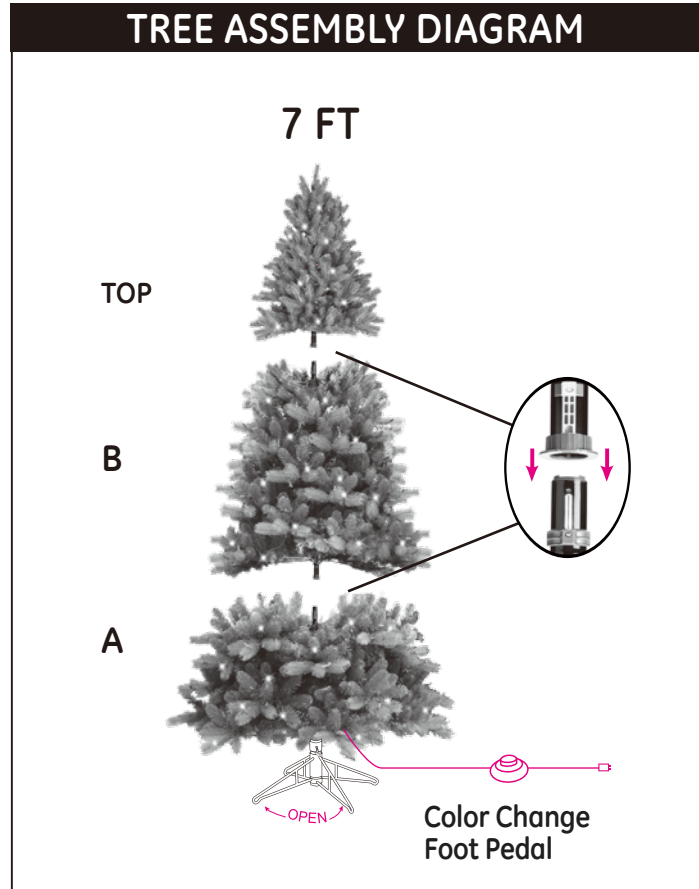 TREE ASSEMBLY DIAGRAM
7 FT
TOP
B
A
OPEN
Color Change
Foot Pedal